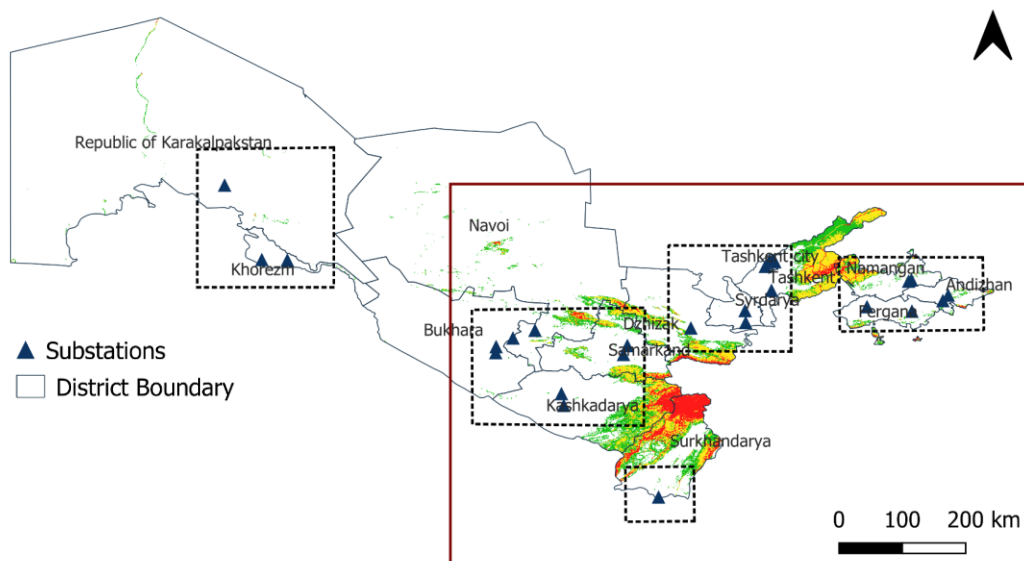 Republic of Karakalpakstan
Navoi
Khorezm
Tashkent city
Tashkent
Namangan
Andizhan
Syrdarya
Fergana
Bukhara
Dzhizak
Samarkand
Kashkadarya
Surkhandarya
Substations
District Boundary
0 100 200 km